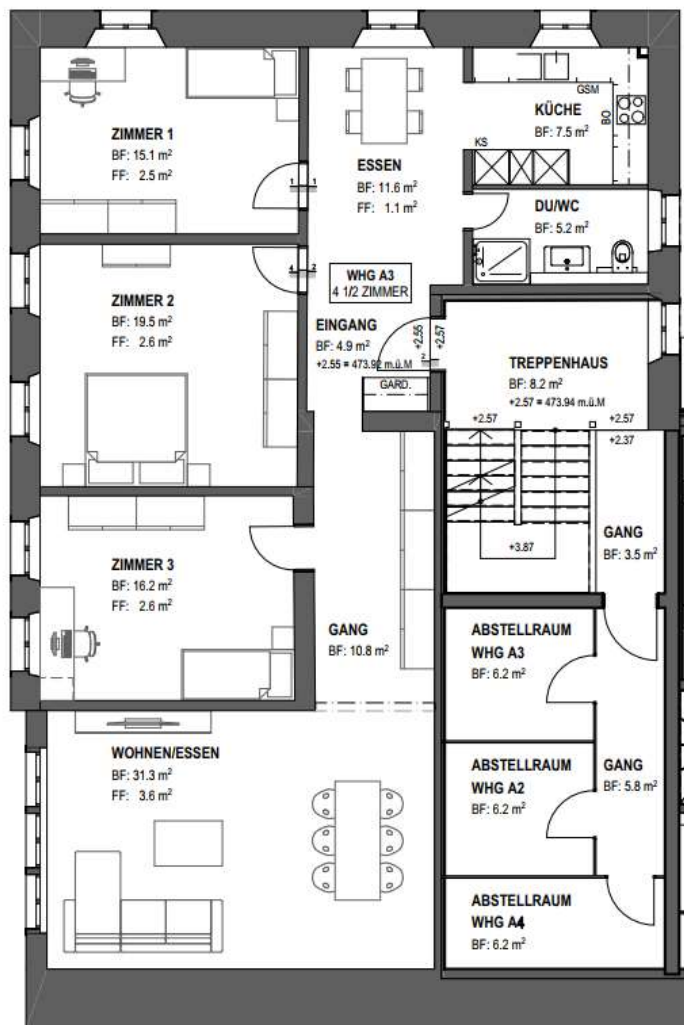 ZIMMER 1
BF: 15.1 m²
FF: 2.5 m²
ESSEN
BF: 11.6 m²
FF: 1.1 m²
GSM
KÜCHE
BF: 7.5 m²
BO
KS
DU/WC
BF: 5.2 m²
1 1
4 2
ZIMMER 2
BF: 19.5 m²
FF: 2.6 m²
WHG A3
4 1/2 ZIMMER
EINGANG
BF: 4.9 m²
+2.55 = 473.92 m.ü.M
+2.55
+2.57
2
GARD.
TREPPENHAUS
BF: 8.2 m²
+2.57 = 473.94 m.ü.M
+2.57
+2.57
+2.37
+3.87
GANG
BF: 3.5 m²
ZIMMER 3
BF: 16.2 m²
FF: 2.6 m²
GANG
BF: 10.8 m²
ABSTELLRAUM
WHG A3
BF: 6.2 m²
WOHNEN/ESSEN
BF: 31.3 m²
FF: 3.6 m²
ABSTELLRAUM
WHG A2
BF: 6.2 m²
GANG
BF: 5.8 m²
ABSTELLRAUM
WHG A4
BF: 6.2 m²